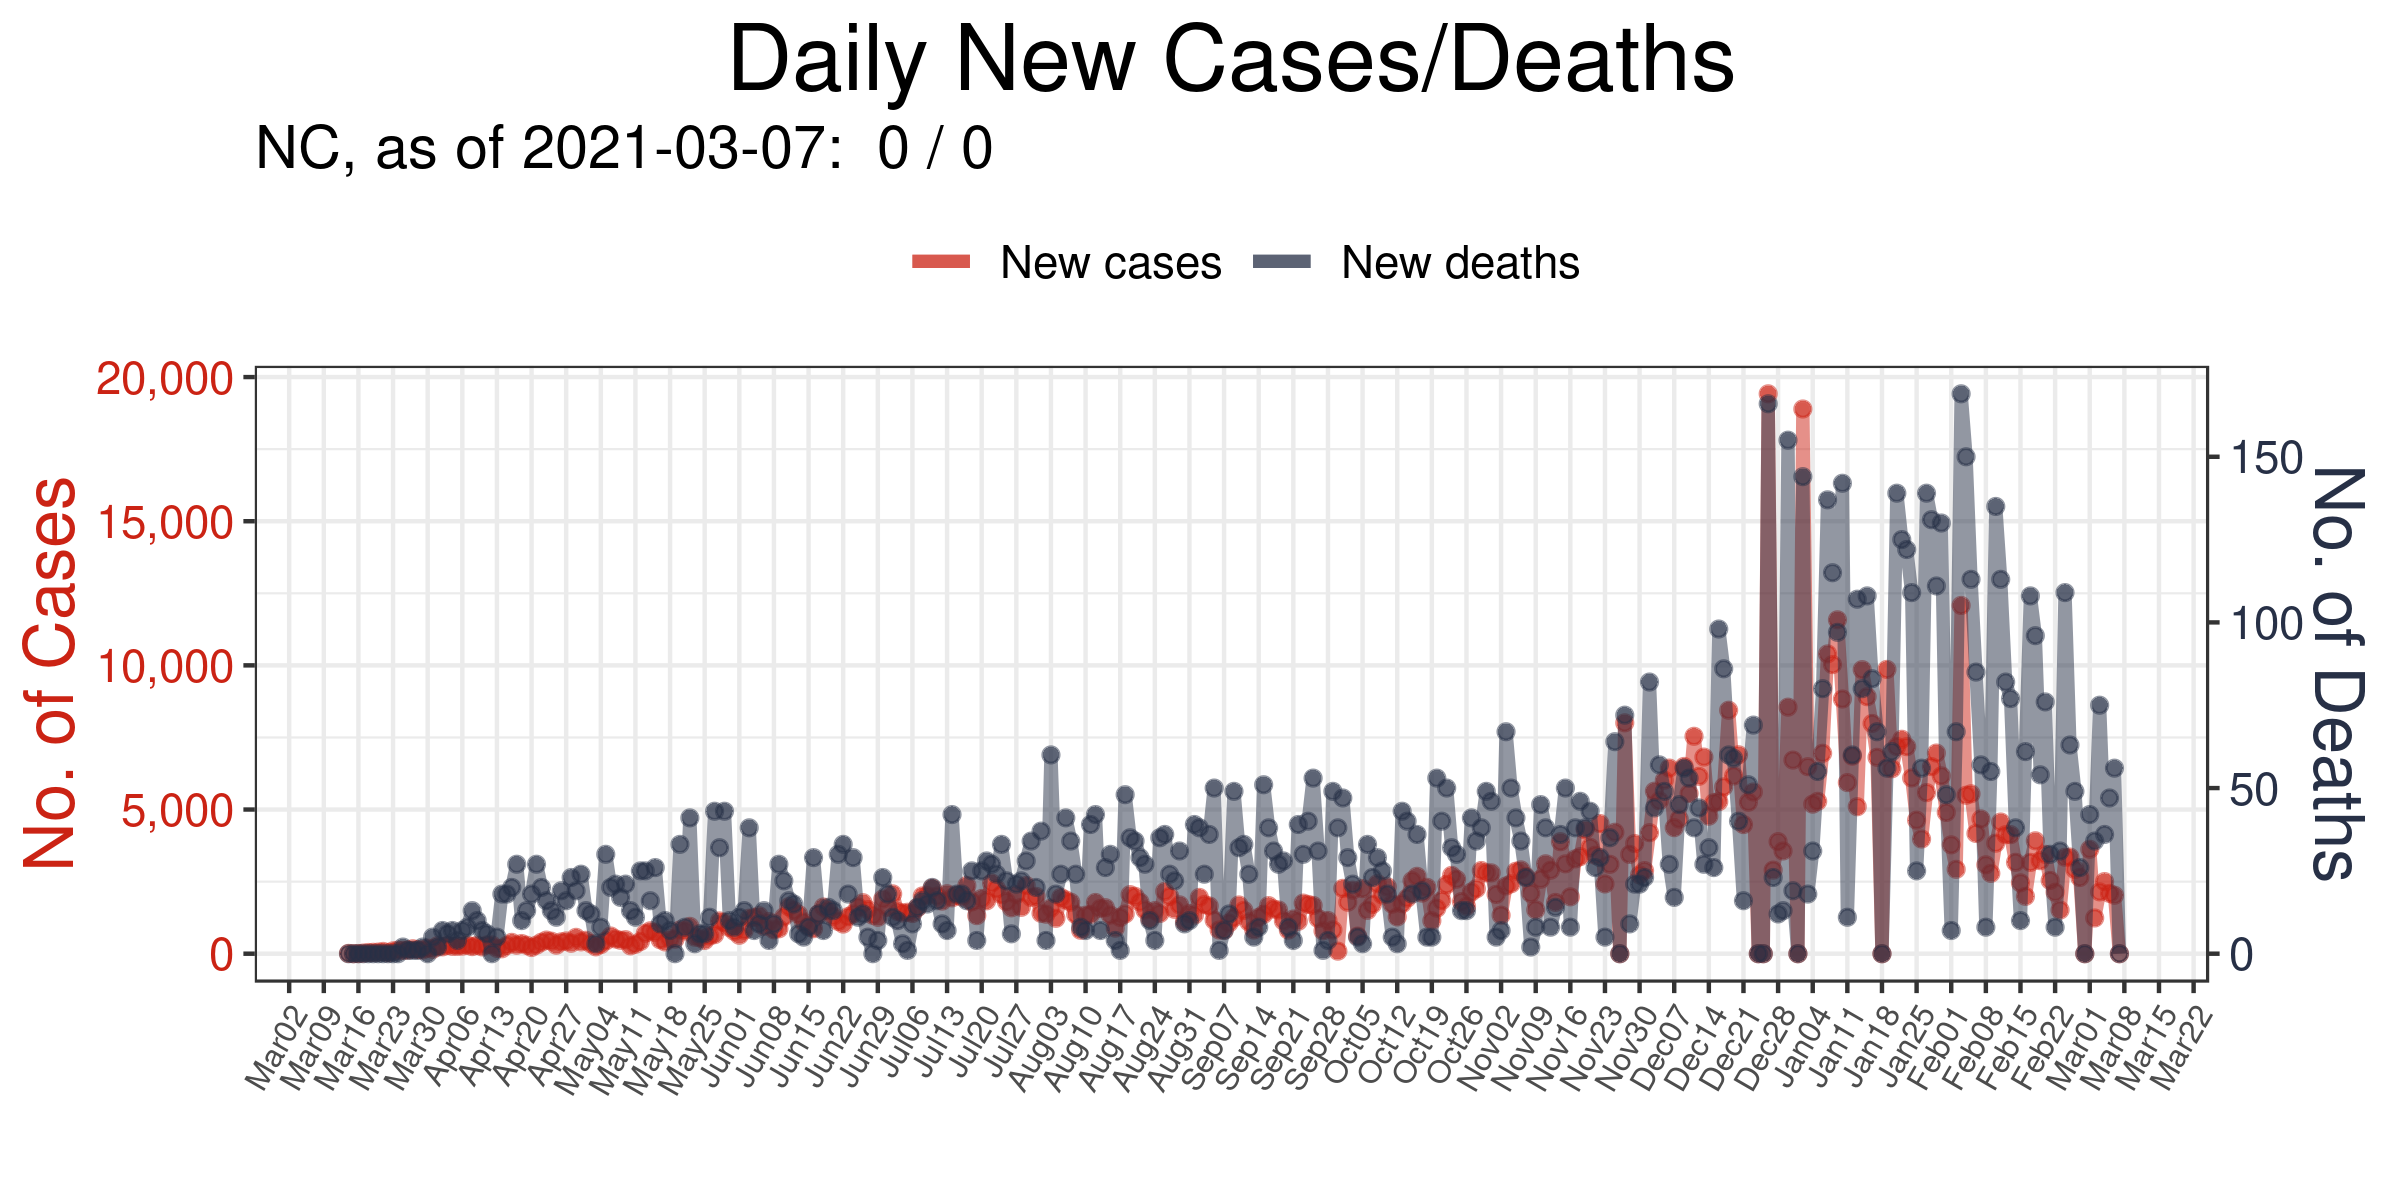 Daily New Cases/Deaths
NC, as of 2021-03-07:  0 / 0
New cases
New deaths
No. of Cases
20,000
15,000
10,000
5,000
0
No. of Deaths
150
100
50
0
Mar02
Mar09
Mar16
Mar23
Mar30
Apr06
Apr13
Apr20
Apr27
May04
May11
May18
May25
Jun01
Jun08
Jun15
Jun22
Jun29
Jul06
Jul13
Jul20
Jul27
Aug03
Aug10
Aug17
Aug24
Aug31
Sep07
Sep14
Sep21
Sep28
Oct05
Oct12
Oct19
Oct26
Nov02
Nov09
Nov16
Nov23
Nov30
Dec07
Dec14
Dec21
Dec28
Jan04
Jan11
Jan18
Jan25
Feb01
Feb08
Feb15
Feb22
Mar01
Mar08
Mar15
Mar22